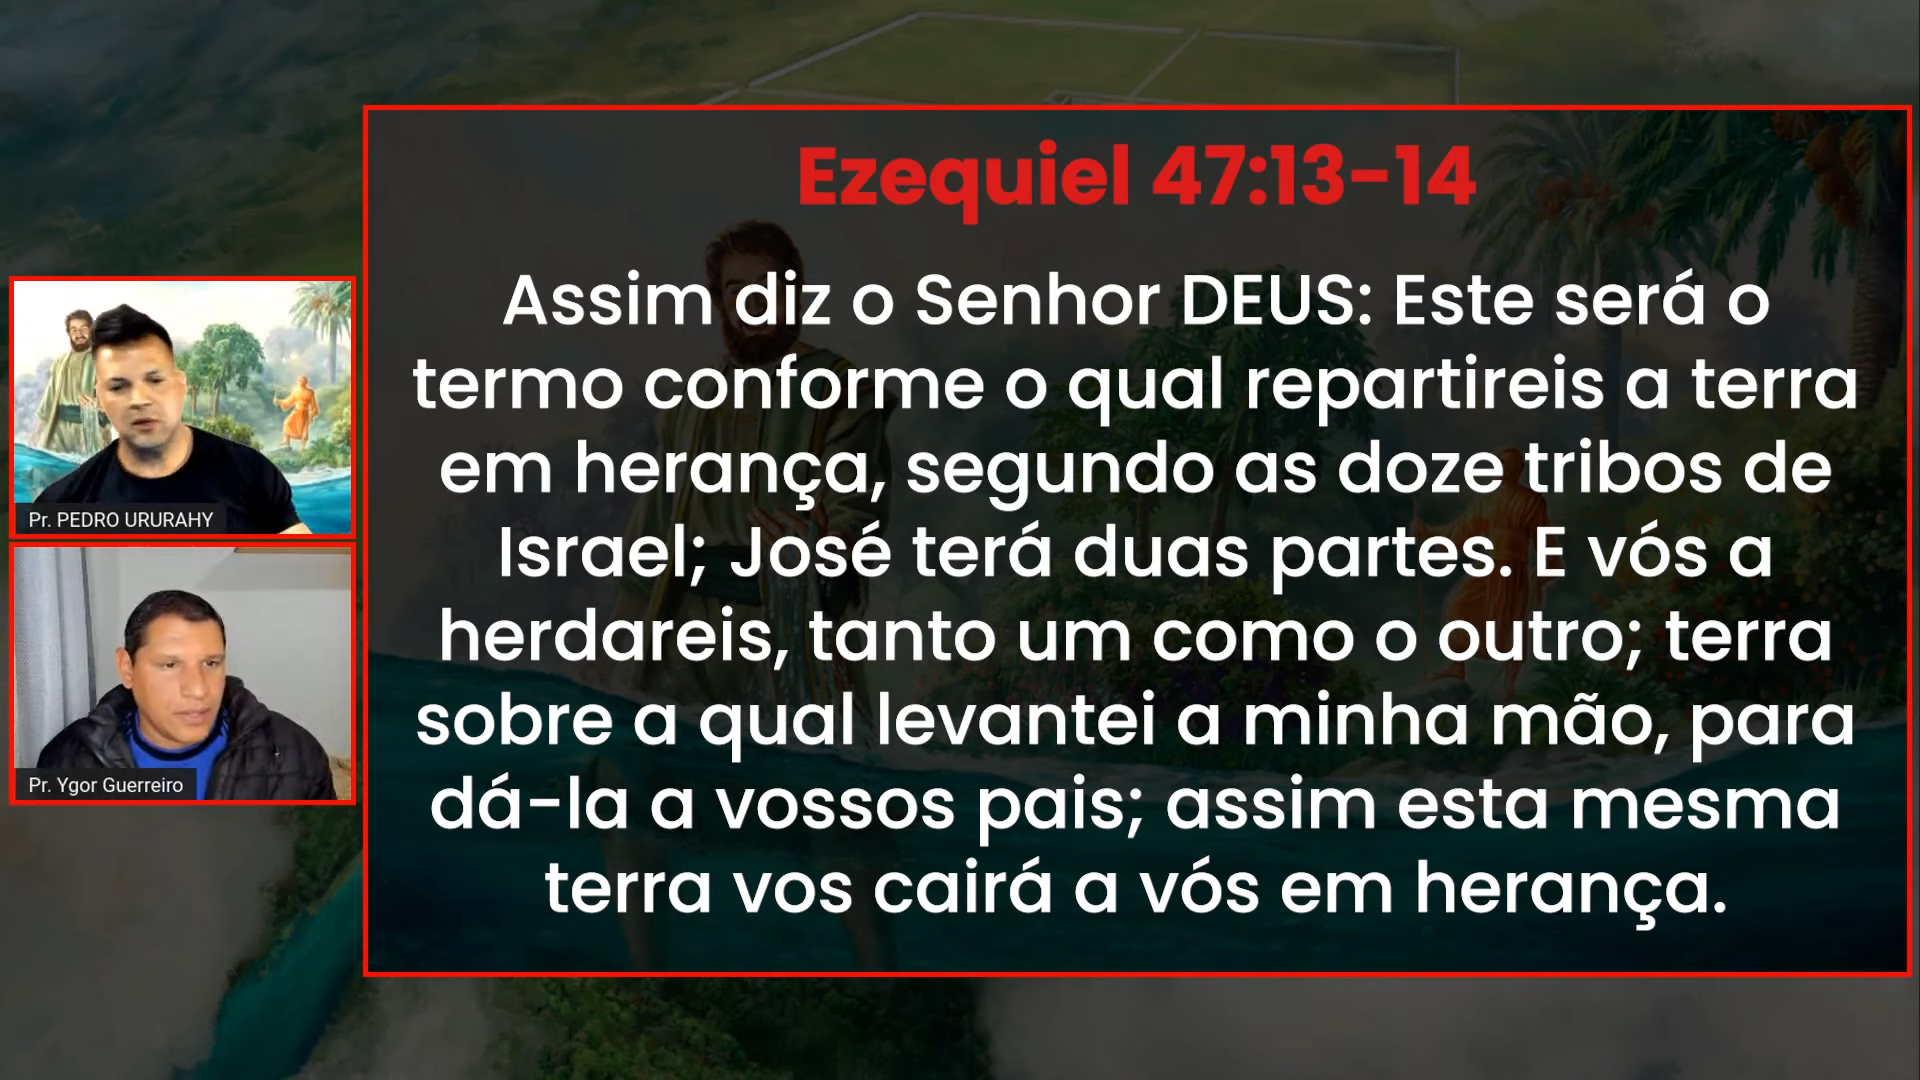 Ezequiel 47:13-14
Assim diz o Senhor DEUS: Este será o
termo conforme o qual repartireis a terra
em herança, segundo as doze tribos de
Israel; José terá duas partes. E vós a
herdareis, tanto um como o outro; terra
sobre a qual levantei a minha mão, para
dá-la a vossos pais; assim esta mesma
terra vos cairá a vós em herança.
Pr. PEDRO URURAHY
Pr. Ygor Guerreiro